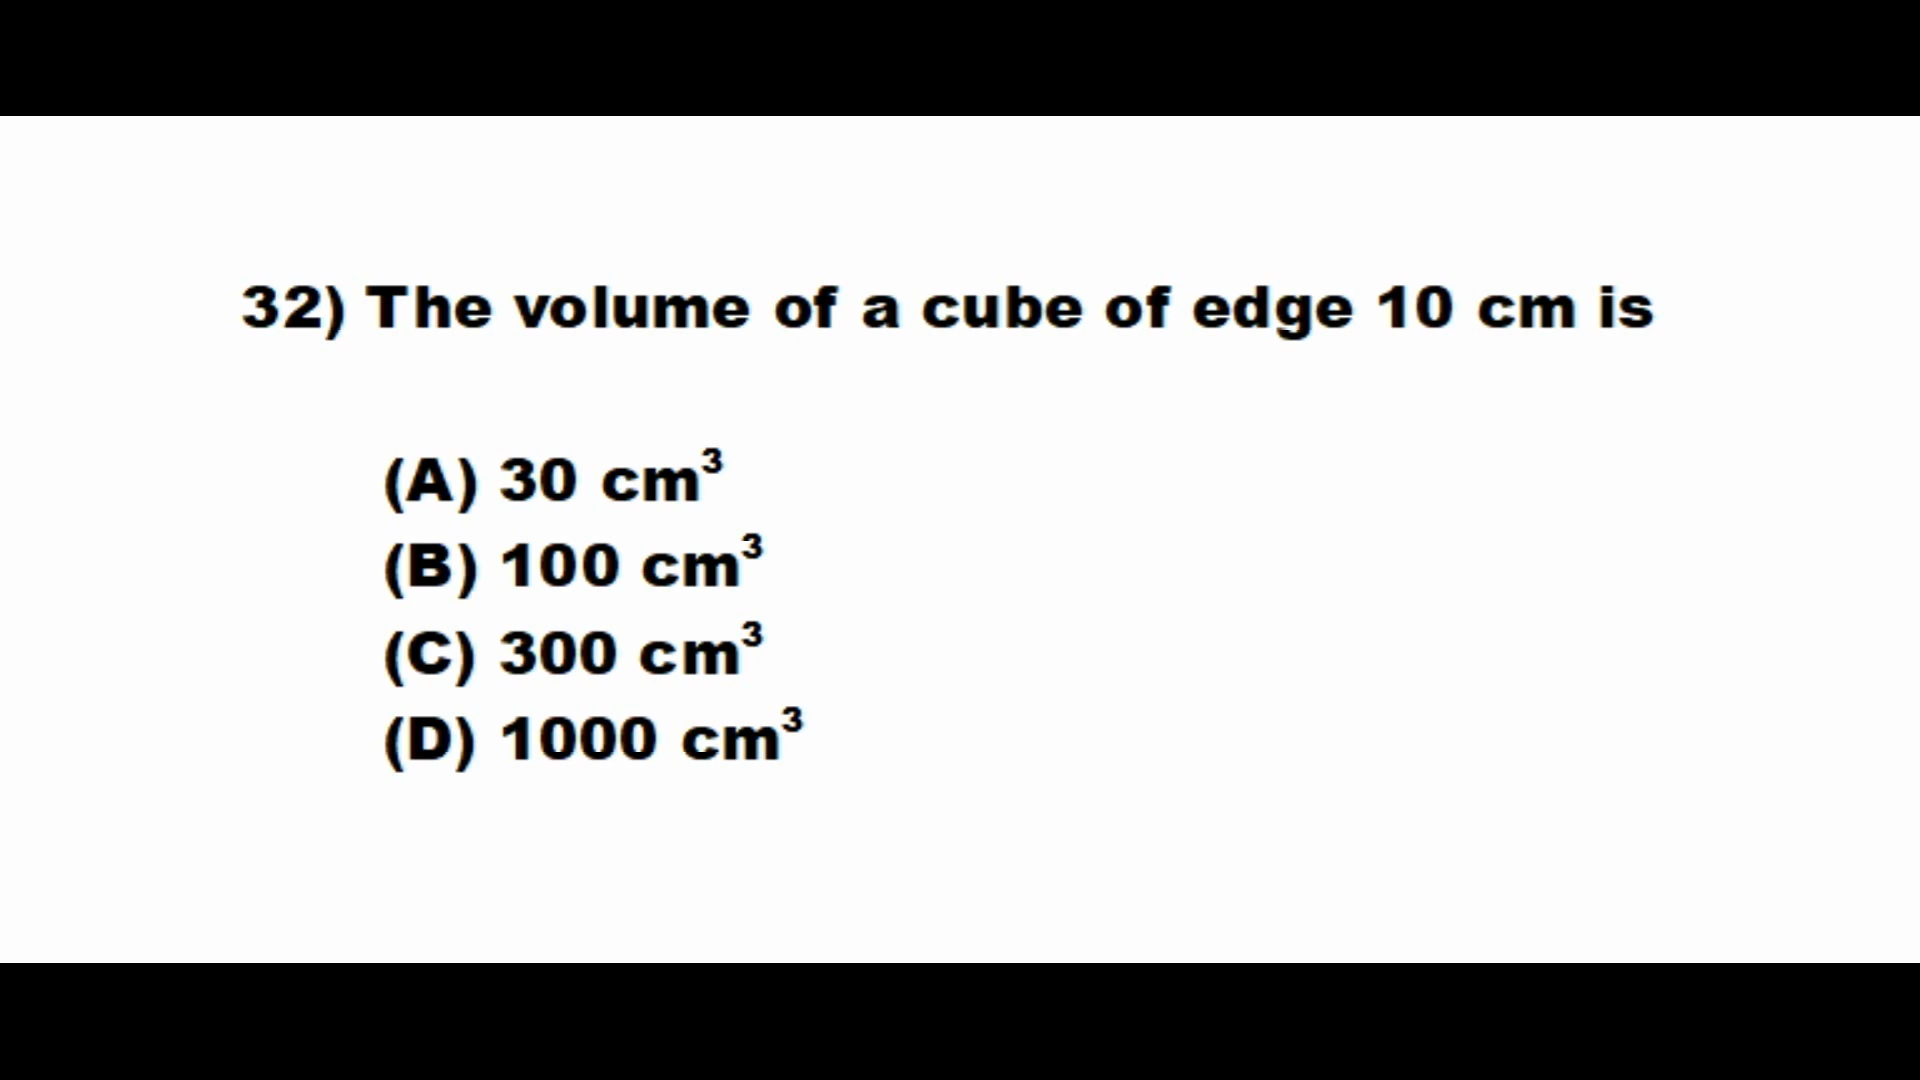 32) The volume of a cube of edge 10 cm is
(A) 30 cm³
(B) 100 cm³
(C) 300 cm³
(D) 1000 cm³